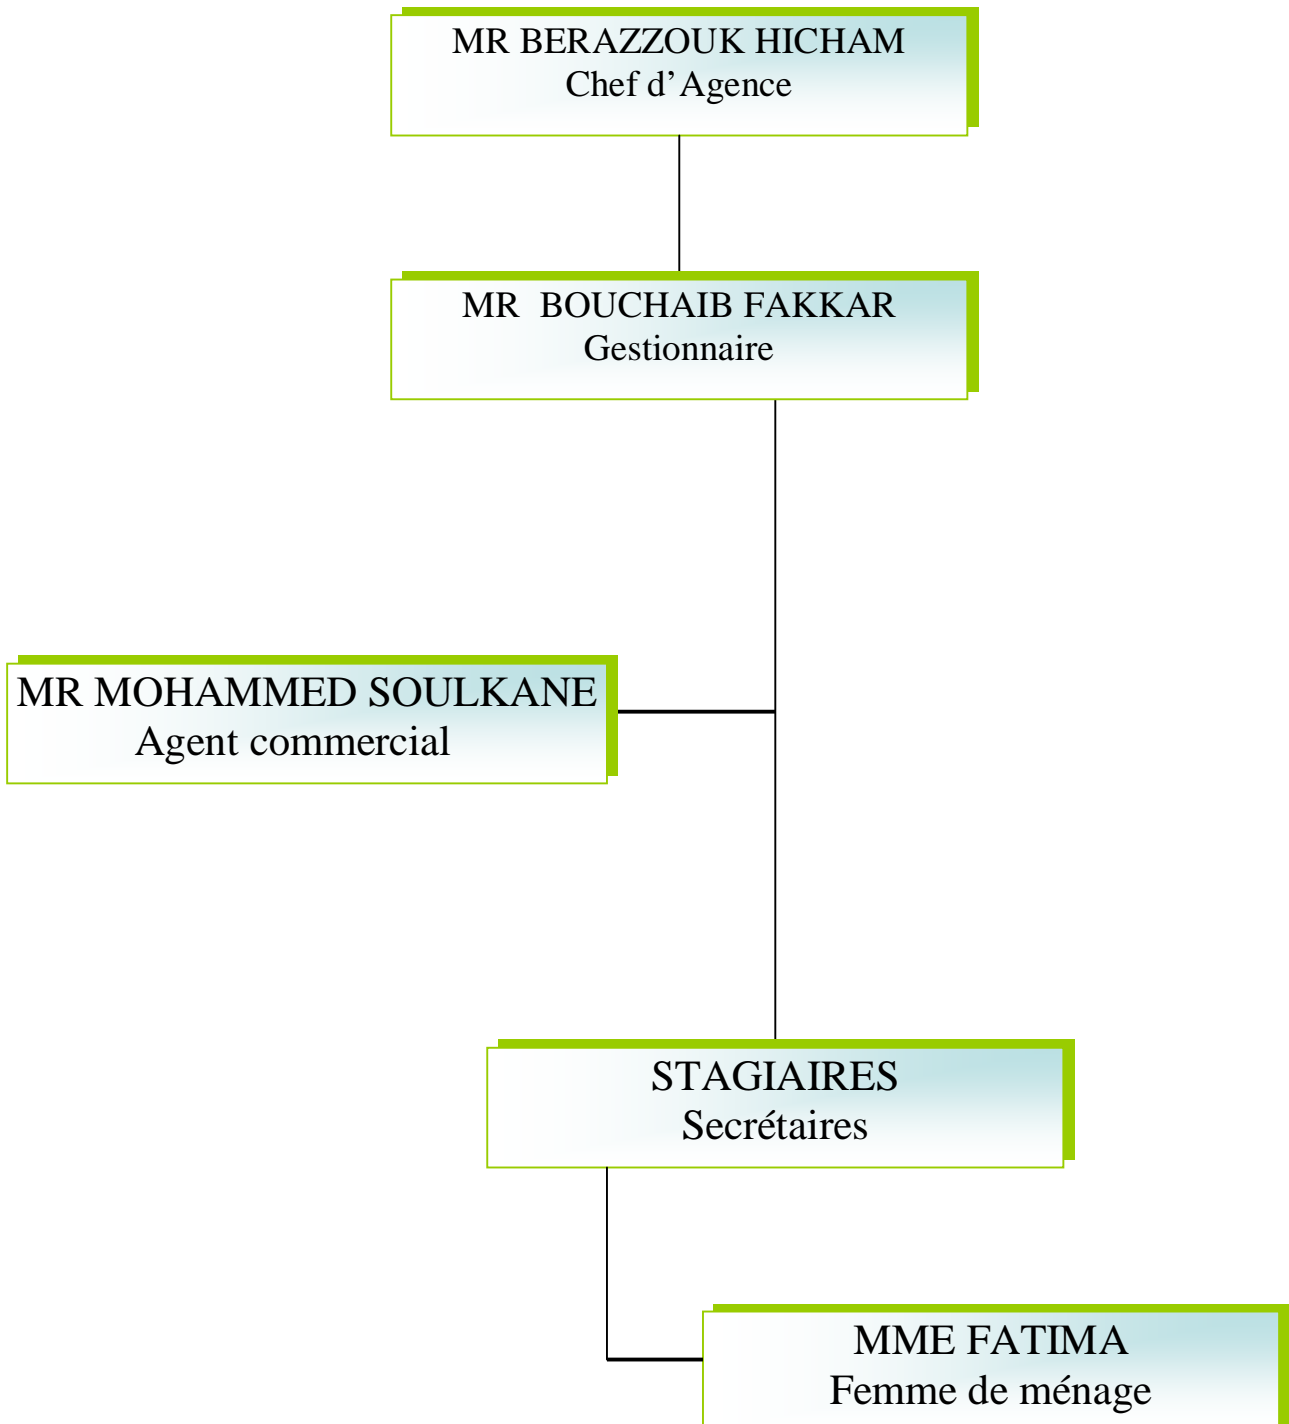 MR BERAZZOUK HICHAM
Chef d’Agence
MR  BOUCHAIB FAKKAR
Gestionnaire
MR MOHAMMED SOULKANE
Agent commercial
STAGIAIRES
Secrétaires
MME FATIMA
Femme de ménage